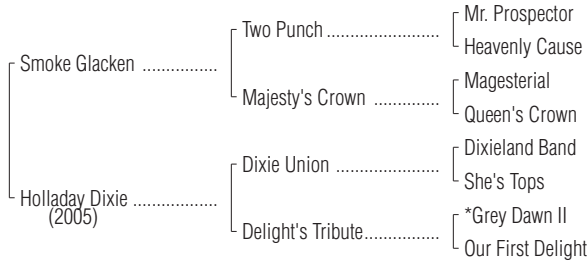 Mr. Prospector
Two Punch .......................
Heavenly Cause
Smoke Glacken ................
Magesterial
Majesty's Crown ..............
Queen's Crown
Dixieland Band
Dixie Union ......................
She's Tops
Holladay Dixie ..................
(2005)
*Grey Dawn II
Delight's Tribute................
Our First Delight